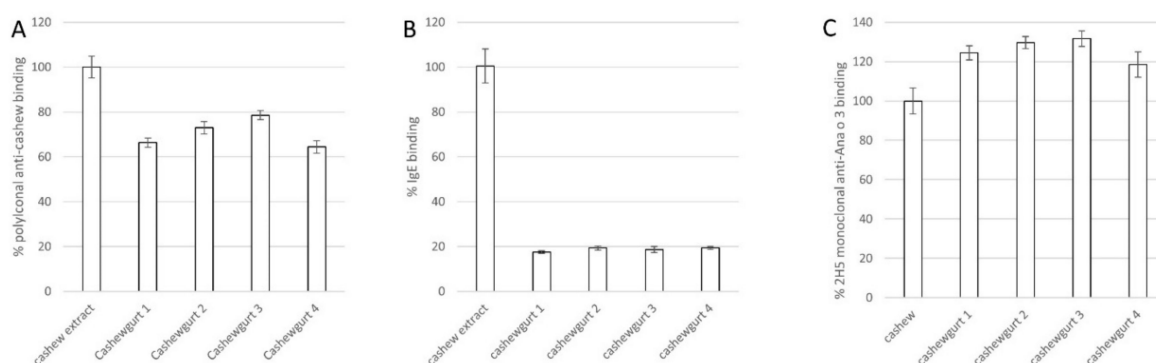 A
% polylconal anti-cashew binding
120
100
80
60
40
20
0
cashew extract
Cashewgurt 1
Cashewgurt 2
Cashewgurt 3
Cashewgurt 4
B
% IgE binding
120
100
80
60
40
20
0
cashew extract
Cashewgurt 1
Cashewgurt 2
Cashewgurt 3
Cashewgurt 4
C
% 2H5 monoclonal anti-Ana o 3 binding
140
120
100
80
60
40
20
0
cashew
cashewgurt 1
cashewgurt 2
cashewgurt 3
cashewgurt 4